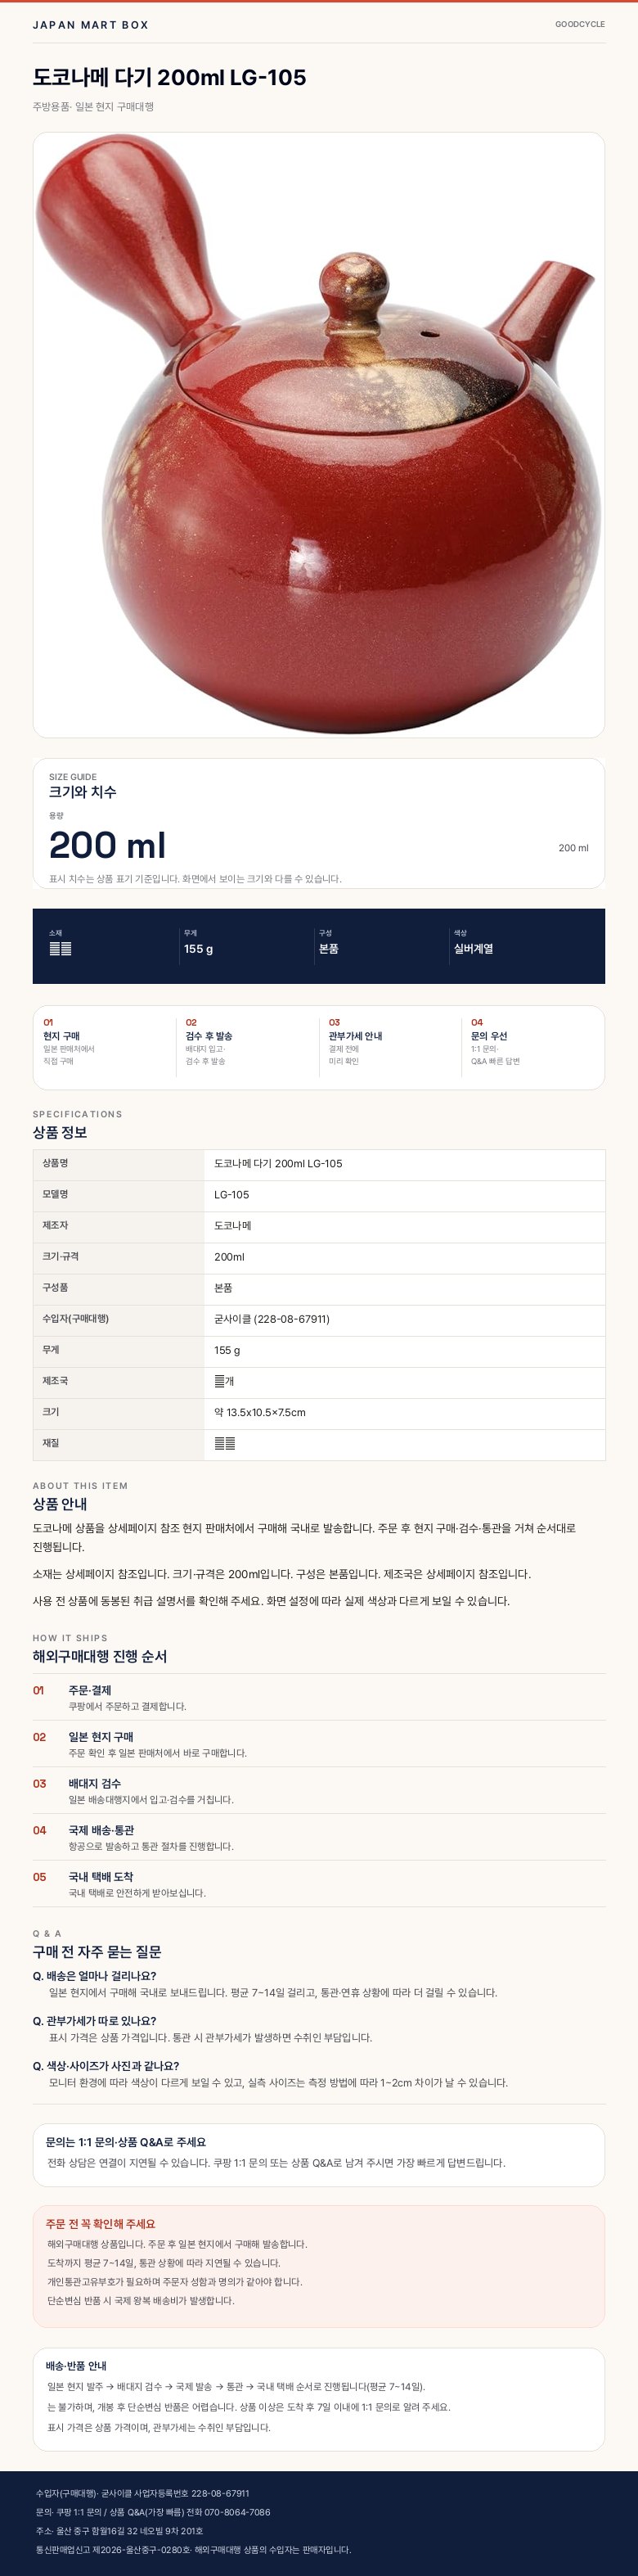 JAPAN MART BOX
GOODCYCLE
도코나메 다기 200ml LG-105
주방용품· 일본 현지 구매대행
SIZE GUIDE
크기와 치수
용량
200 ml
200 ml
표시 치수는 상품 표기 기준입니다. 화면에서 보이는 크기와 다를 수 있습니다.
소재
무게
155 g
구성
본품
색상
실버계열
01
현지 구매
일본 판매처에서
직접 구매
02
검수 후 발송
배대지 입고·
검수 후 발송
03
관부가세 안내
결제 전에
미리 확인
04
문의 우선
1:1 문의·
Q&A 빠른 답변
SPECIFICATIONS
상품 정보
상품명 도코나메 다기 200ml LG-105
모델명 LG-105
제조자 도코나메
크기·규격 200ml
구성품 본품
수입자(구매대행) 굳사이클 (228-08-67911)
무게 155 g
제조국 개
크기 약 13.5x10.5×7.5cm
재질
ABOUT THIS ITEM
상품 안내
도코나메 상품을 상세페이지 참조 현지 판매처에서 구매해 국내로 발송합니다. 주문 후 현지 구매·검수·통관을 거쳐 순서대로
진행됩니다.
소재는 상세페이지 참조입니다. 크기·규격은 200ml입니다. 구성은 본품입니다. 제조국은 상세페이지 참조입니다.
사용 전 상품에 동봉된 취급 설명서를 확인해 주세요. 화면 설정에 따라 실제 색상과 다르게 보일 수 있습니다.
HOW IT SHIPS
해외구매대행 진행 순서
01 주문·결제
쿠팡에서 주문하고 결제합니다.
02 일본 현지 구매
주문 확인 후 일본 판매처에서 바로 구매합니다.
03 배대지 검수
일본 배송대행지에서 입고·검수를 거칩니다.
04 국제 배송·통관
항공으로 발송하고 통관 절차를 진행합니다.
05 국내 택배 도착
국내 택배로 안전하게 받아보십니다.
Q & A
구매 전 자주 묻는 질문
Q. 배송은 얼마나 걸리나요?
일본 현지에서 구매해 국내로 보내드립니다. 평균 7~14일 걸리고, 통관·연휴 상황에 따라 더 걸릴 수 있습니다.
Q. 관부가세가 따로 있나요?
표시 가격은 상품 가격입니다. 통관 시 관부가세가 발생하면 수취인 부담입니다.
Q. 색상·사이즈가 사진과 같나요?
모니터 환경에 따라 색상이 다르게 보일 수 있고, 실측 사이즈는 측정 방법에 따라 1~2cm 차이가 날 수 있습니다.
문의는 1:1 문의·상품 Q&A로 주세요
전화 상담은 연결이 지연될 수 있습니다. 쿠팡 1:1 문의 또는 상품 Q&A로 남겨 주시면 가장 빠르게 답변드립니다.
주문 전 꼭 확인해 주세요
해외구매대행 상품입니다. 주문 후 일본 현지에서 구매해 발송합니다.
도착까지 평균 7~14일, 통관 상황에 따라 지연될 수 있습니다.
개인통관고유부호가 필요하며 주문자 성함과 명의가 같아야 합니다.
단순변심 반품 시 국제 왕복 배송비가 발생합니다.
배송·반품 안내
일본 현지 발주 → 배대지 검수 → 국제 발송 → 통관 → 국내 택배 순서로 진행됩니다(평균 7~14일).
는 불가하며, 개봉 후 단순변심 반품은 어렵습니다. 상품 이상은 도착 후 7일 이내에 1:1 문의로 알려 주세요.
표시 가격은 상품 가격이며, 관부가세는 수취인 부담입니다.
수입자(구매대행)· 굳사이클 사업자등록번호 228-08-67911
문의· 쿠팡 1:1 문의 / 상품 Q&A(가장 빠름) 전화 070-8064-7086
주소· 울산 중구 함월16길 32 네오빌 9차 201호
통신판매업신고 제2026-울산중구-0280호· 해외구매대행 상품의 수입자는 판매자입니다.